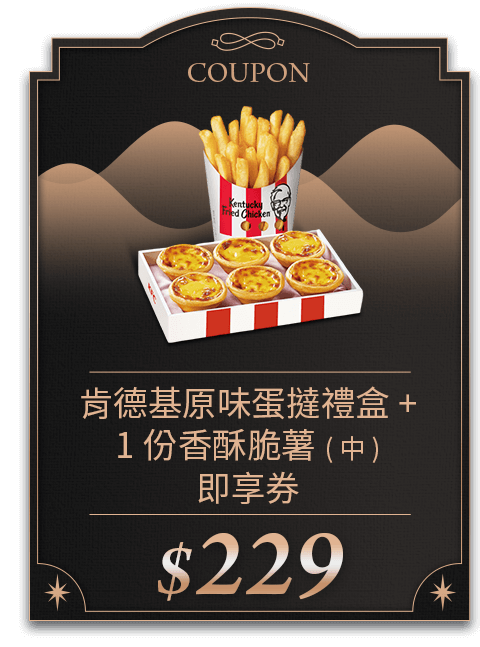 COUPON
Kentucky
Fried Chicken
KFC
肯德基原味蛋撻禮盒 +
1 份香酥脆薯 (中)
即享券
$229